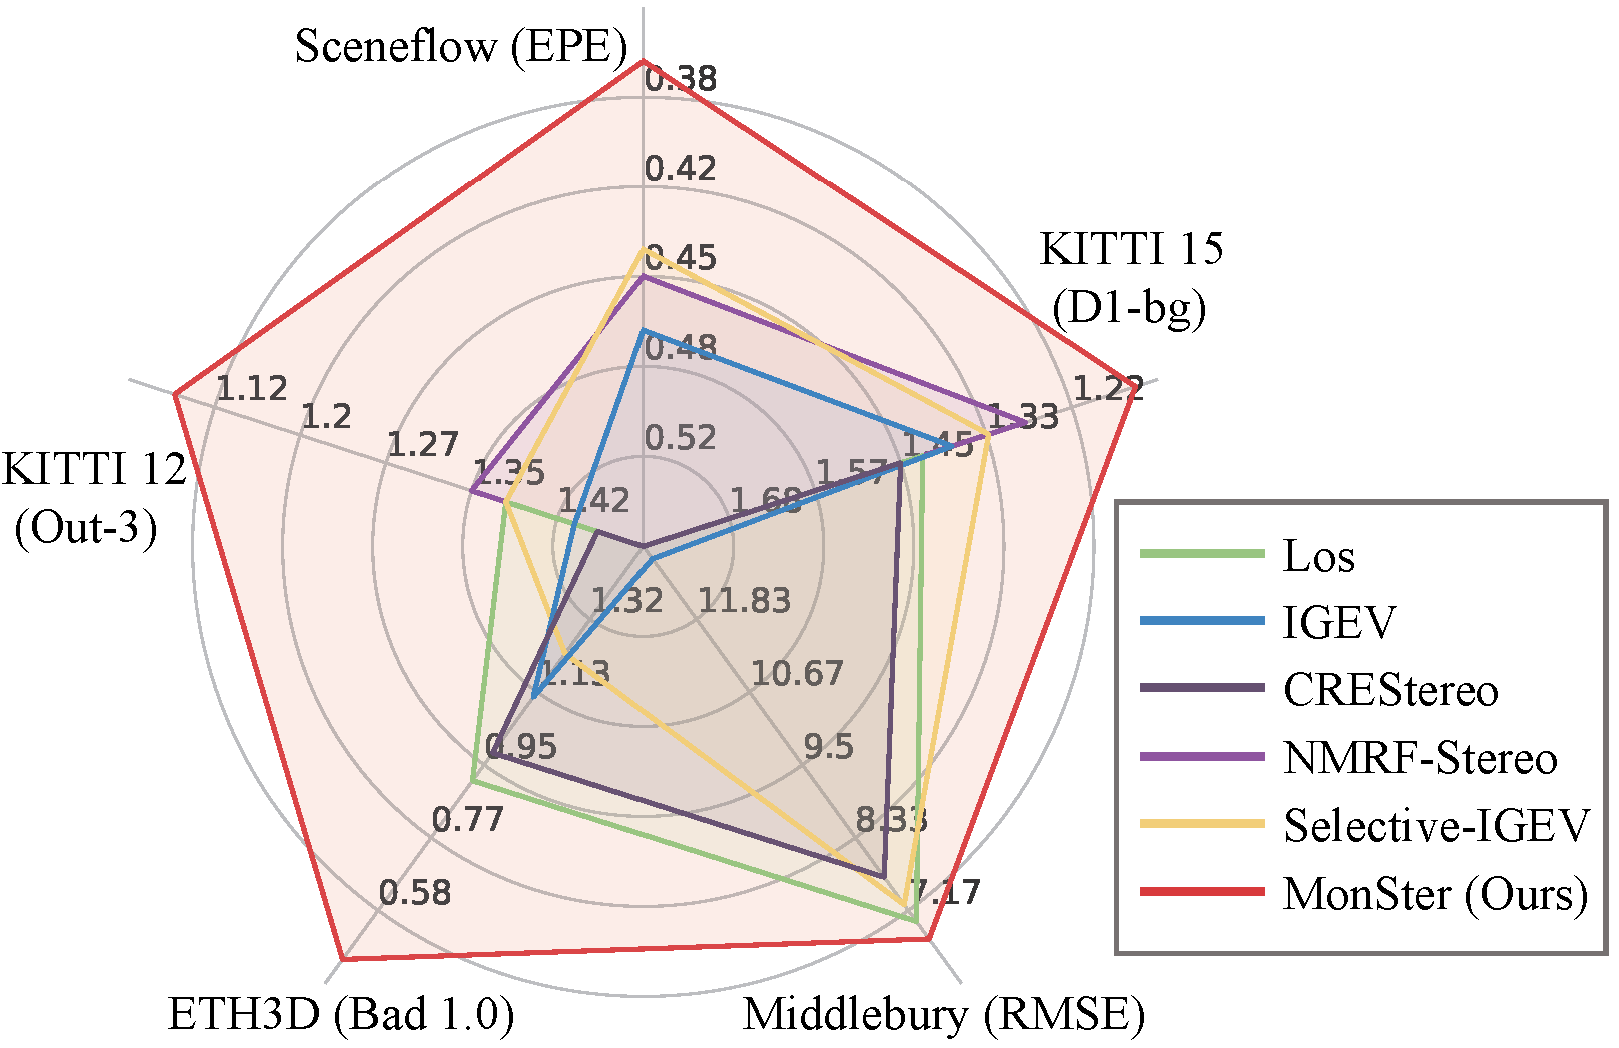 Sceneflow (EPE)
0.38
0.42
0.45
0.48
0.52
KITTI 15
(D1-bg)
1.22
1.33
1.45
1.57
1.68
KITTI 12
(Out-3)
1.12
1.2
1.27
1.35
1.42
1.32
1.13
0.95
0.77
0.58
ETH3D (Bad 1.0)
11.83
10.67
9.5
8.33
7.17
Middlebury (RMSE)
Los
IGEV
CREStereo
NMRF-Stereo
Selective-IGEV
MonSter (Ours)